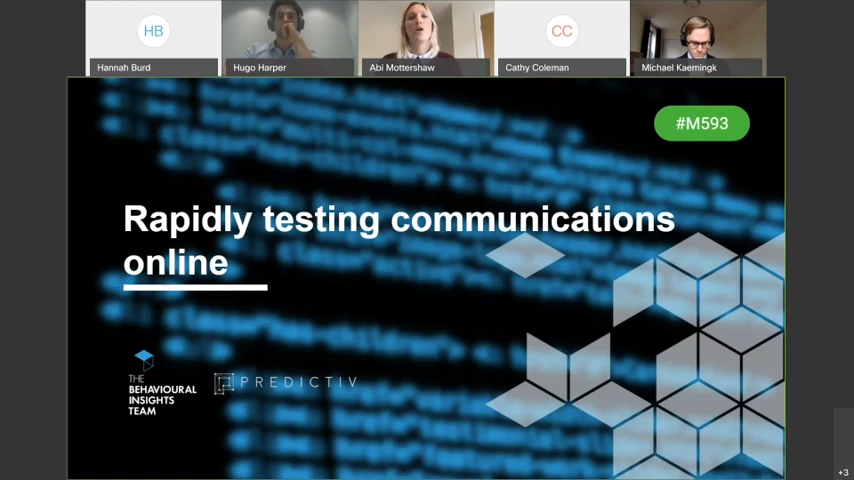 HB
CC
Hannah Burd
Hugo Harper
Abi Mottershaw
Cathy Coleman
Michael Kaemingk
#M593
Rapidly testing communications
online
THE
BEHAVIOURAL
INSIGHTS
TEAM
PREDICTIV
+3